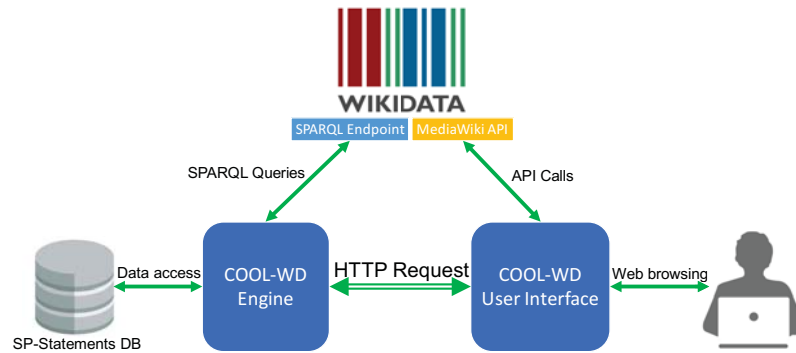 WIKIDATA
SPARQL Endpoint
MediaWiki API
SPARQL Queries
API Calls
Data access
COOL-WD
Engine
HTTP Request
COOL-WD
User Interface
Web browsing
SP-Statements DB